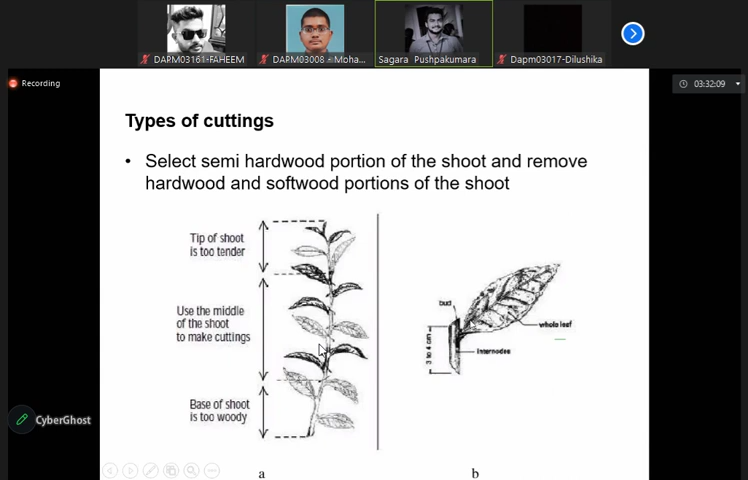 DARM03161-FAHEEM
DARM03008 - Moha...
Sagara Pushpakumara
Dapm03017-Dilushika
Recording
03:32:09
Types of cuttings
• Select semi hardwood portion of the shoot and remove
hardwood and softwood portions of the shoot
Tip of shoot
is too tender
Use the middle
of the shoot
to make cuttings
Base of shoot
is too woody
bud
whole leaf
internodes
3 to 4 cm
CyberGhost
a
b